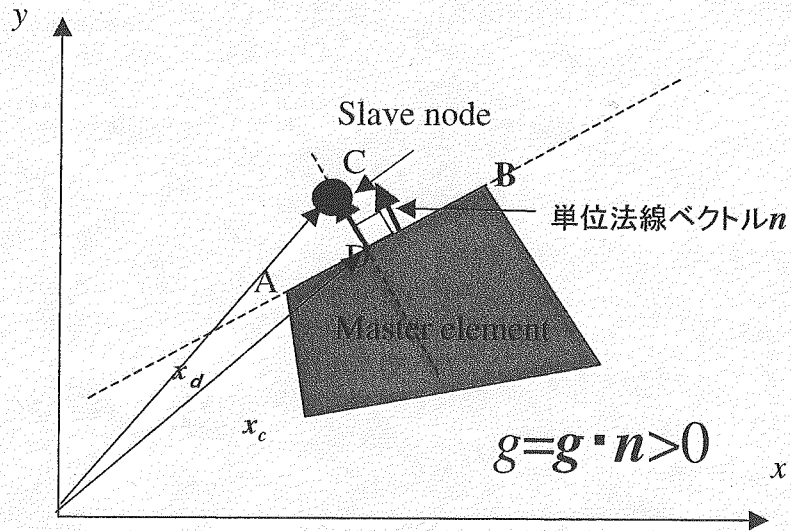 y
Slave node
C
B
単位法線ベクトルn
D
A
Master element
x_d
x_c
g=g・n>0
x